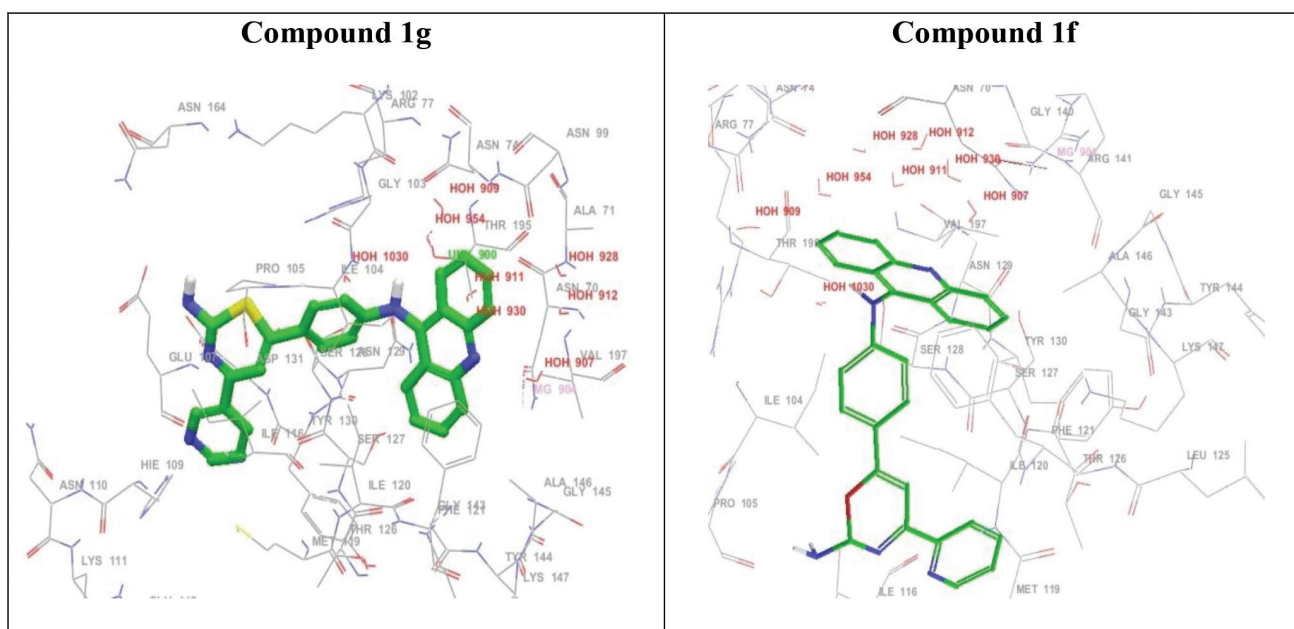 Compound 1g
LYS 102
ASN 164
ARG 77
ASN 74
ASN 99
GLY 103
HOH 909
ALA 71
HOH 954
THR 195
HOH 1030
900
HOH 928
PRO 105
ILE 104
HOH 911
ASN 70
HOH 912
HOH 930
GLU 107
ASP 131
ASN 129
HOH 907
VAL 197
ILE 116
TYR 130
SER 127
HIE 109
ASN 110
ILE 120
ALA 146
GLY 145
GLY 143
PHE 121
THR 126
LYS 111
TYR 144
LYS 147
Compound 1f
ASN 74
ASN 70
ARG 77
HOH 928
HOH 912
GLY 140
HOH 930
ARG 141
HOH 954
HOH 911
HOH 907
GLY 145
HOH 909
VAL 197
ALA 146
ASN 129
TYR 144
HOH 1030
GLY 143
TYR 130
LYS 147
SER 128
SER 127
ILE 104
PHE 121
ILE 120
THR 126
LEU 125
PRO 105
MET 119
ILE 116